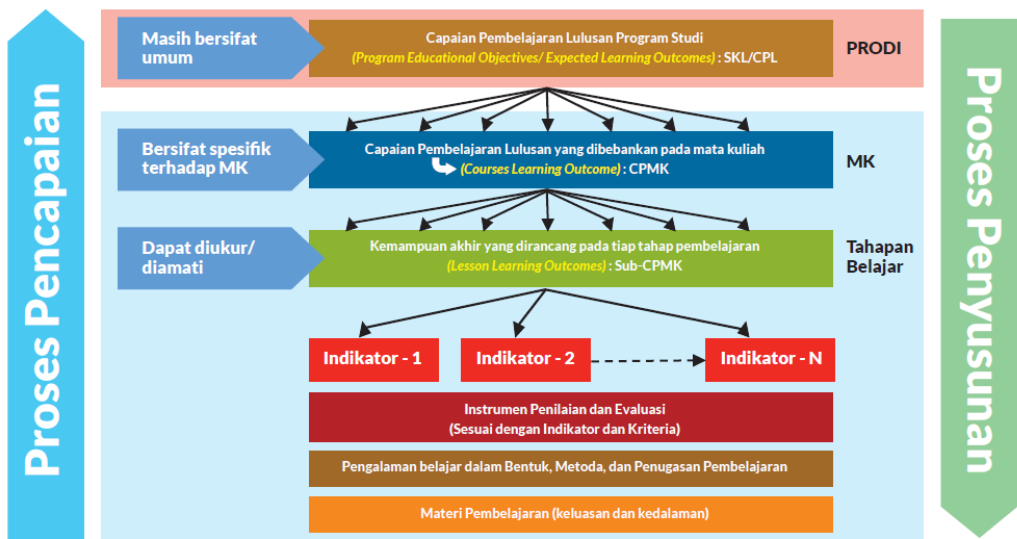 Proses Pencapaian
Masih bersifat
umum
Capaian Pembelajaran Lulusan Program Studi
(Program Educational Objectives/ Expected Learning Outcomes) : SKL/CPL
PRODI
Bersifat spesifik
terhadap MK
Capaian Pembelajaran Lulusan yang dibebankan pada mata kuliah
(Courses Learning Outcome) : CPMK
MK
Dapat diukur/
diamati
Kemampuan akhir yang dirancang pada tiap tahap pembelajaran
(Lesson Learning Outcomes) : Sub-CPMK
Tahapan
Belajar
Indikator - 1
Indikator - 2
Indikator - N
Instrumen Penilaian dan Evaluasi
(Sesuai dengan Indikator dan Kriteria)
Pengalaman belajar dalam Bentuk, Metoda, dan Penugasan Pembelajaran
Materi Pembelajaran (keluasan dan kedalaman)
Proses Penyusunan